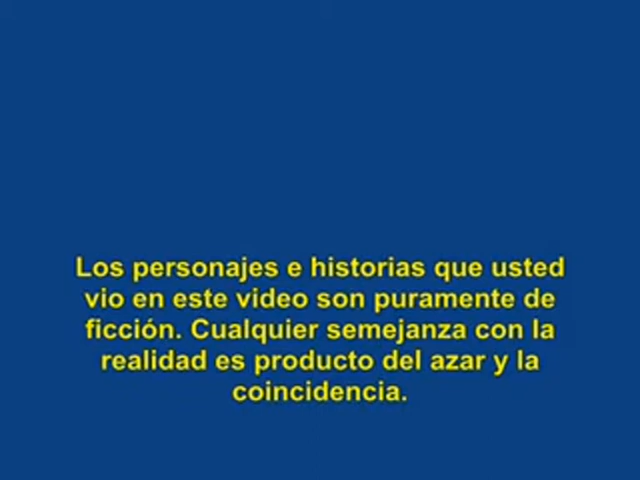 Los personajes e historias que usted
vio en este video son puramente de
ficción. Cualquier semejanza con la
realidad es producto del azar y la
coincidencia.